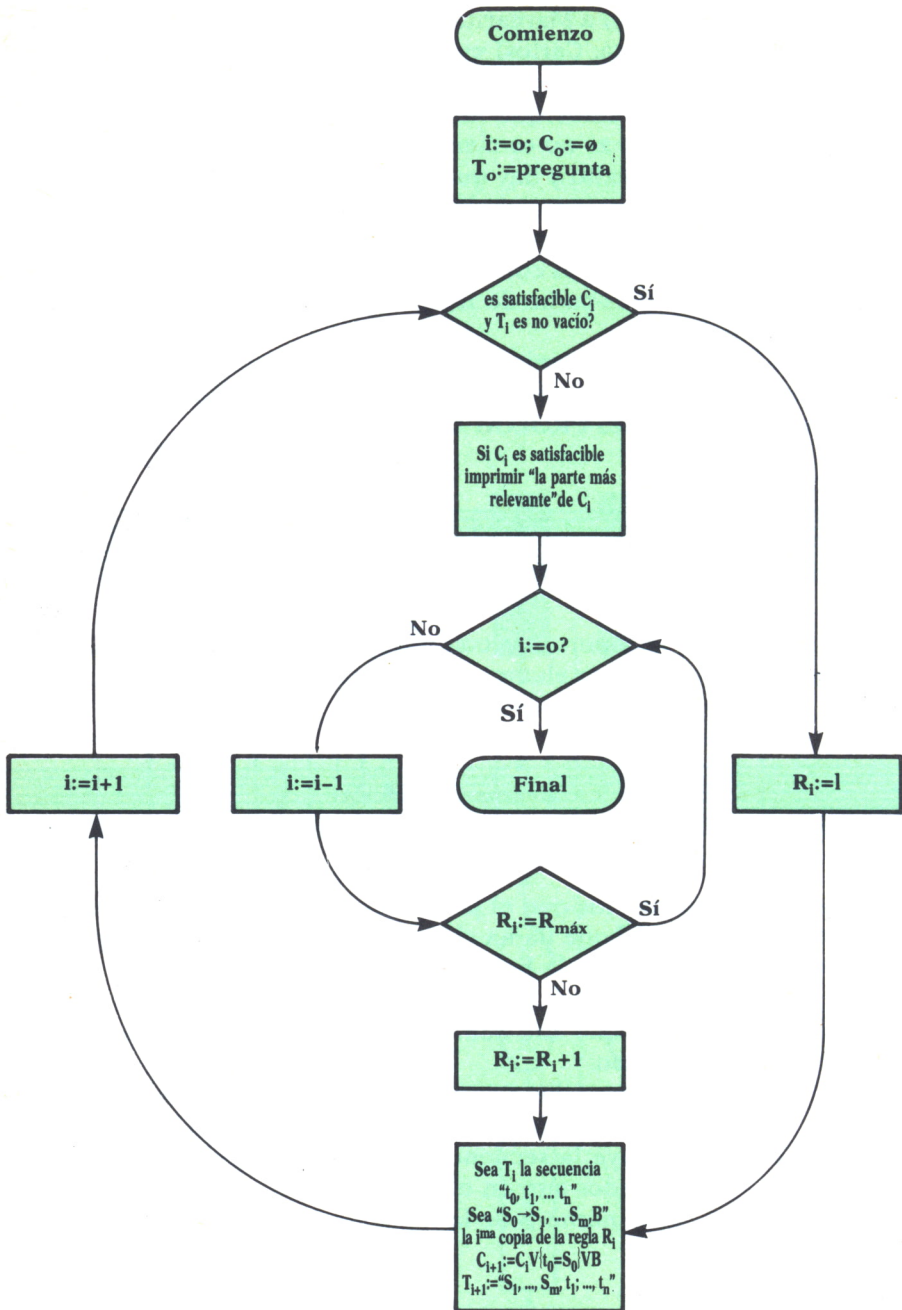 Comienzo
i:=o; C₀:=ø
T₀:=pregunta
es satisfacible Cᵢ
y Tᵢ es no vacío?
Sí
No
Si Cᵢ es satisfacible
imprimir “la parte más
relevante”de Cᵢ
No
i:=o?
Sí
i:=i+1
i:=i–1
Final
Rᵢ:=l
Rᵢ:=Rₘáₓ
Sí
No
Rᵢ:=Rᵢ+1
Sea Tᵢ la secuencia
“t₀, t₁, ... tₙ”
Sea “S₀→S₁, ... Sₘ,B”
la iᵐᵃ copia de la regla Rᵢ
Cᵢ₊₁:=CᵢV{t₀=S₀}VB
Tᵢ₊₁:=“S₁, ..., Sₘ, t₁; ..., tₙ”